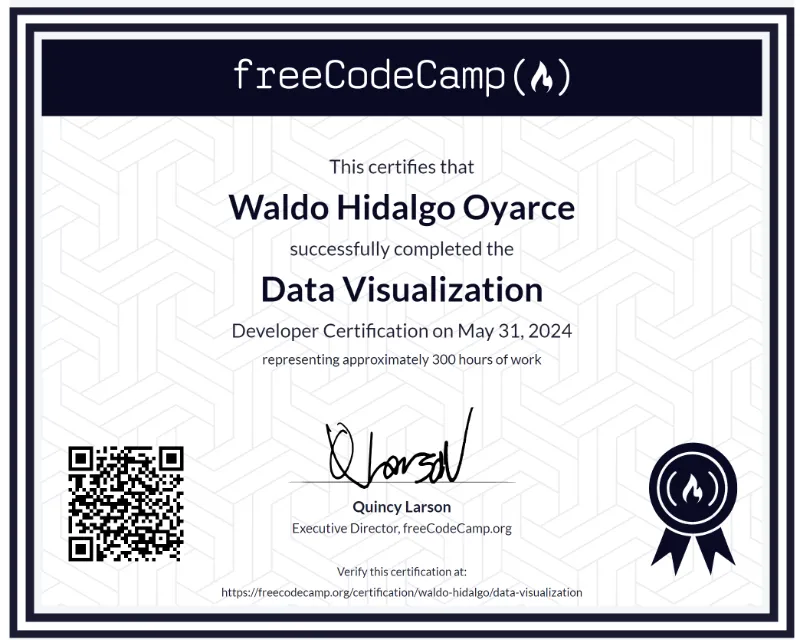 freeCodeCamp
This certifies that
Waldo Hidalgo Oyarce
successfully completed the
Data Visualization
Developer Certification on May 31, 2024
representing approximately 300 hours of work
Q Larson
Quincy Larson
Executive Director, freeCodeCamp.org
Verify this certification at:
https://freecodecamp.org/certification/waldo-hidalgo/data-visualization